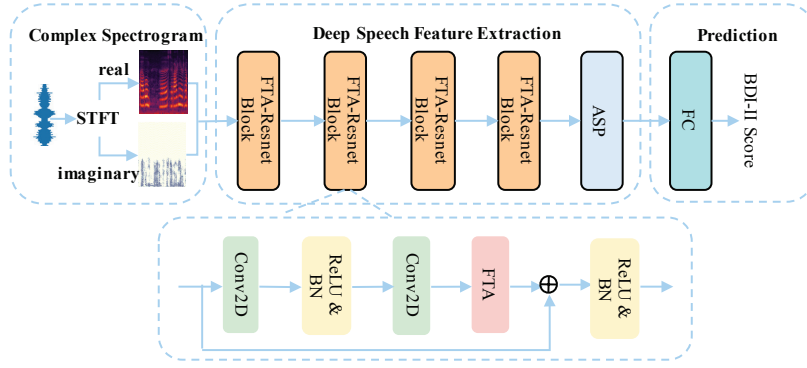 Complex Spectrogram
Deep Speech Feature Extraction
Prediction
real
STFT
imaginary
FTA-Resnet
Block
FTA-Resnet
Block
FTA-Resnet
Block
FTA-Resnet
Block
ASP
FC
BDI-II Score
Conv2D
ReLU &
BN
Conv2D
FTA
ReLU &
BN